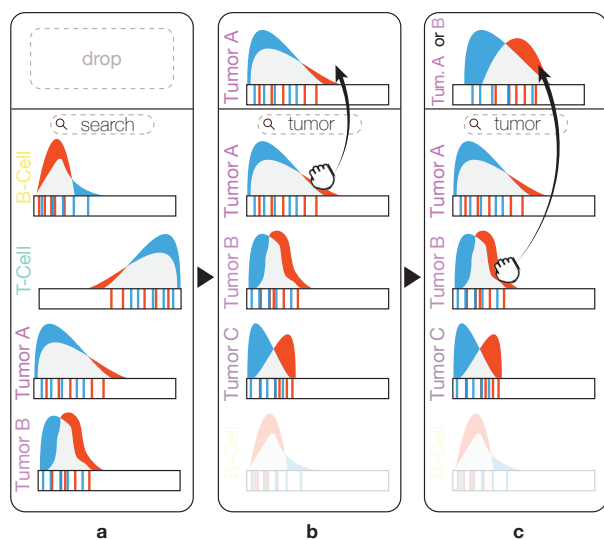 drop
search
B-Cell
T-Cell
Tumor A
Tumor B
a
Tumor A
tumor
Tumor A
Tumor B
Tumor C
B-Cell
b
Tum. A or B
tumor
Tumor A
Tumor B
Tumor C
B-Cell
c